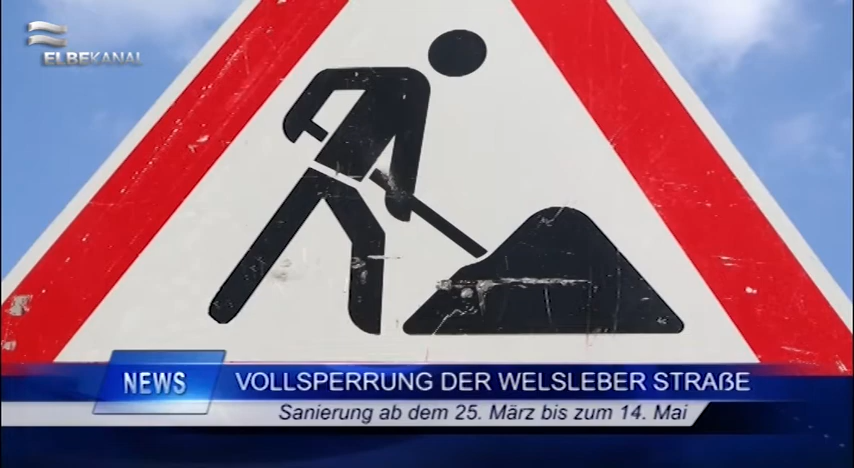 ELBEKANAL
NEWS
VOLLSPERRUNG DER WELSLEBER STRAßE
Sanierung ab dem 25. März bis zum 14. Mai